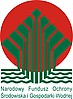 Narodowy Fundusz Ochrony
Środowiska i Gospodarki Wodnej